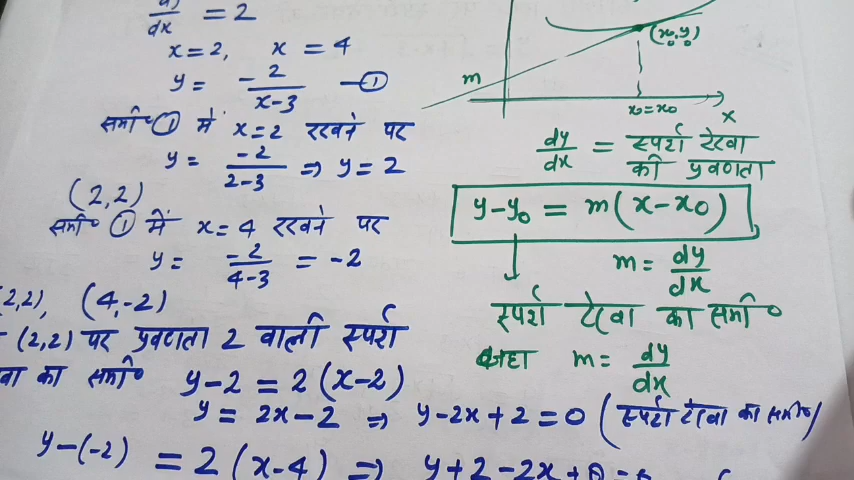 dy/dx = 2
x=2, x = 4
y = -2/(x-3) —①
समी० ① में x=2 रखने पर
y = -2/(2-3) ⇒ y = 2
(2,2)
समी० ① में x=4 रखने पर
y = -2/(4-3) = -2
(2,2), (4,-2)
(2,2) पर प्रवणता 2 वाली स्पर्श
का समी० y-2 = 2(x-2)
y = 2x-2 ⇒ y-2x+2=0 (स्पर्श रेखा का समी०)
y-(-2) = 2(x-4) ⇒ y+2-2x+8=0
m
(x₀,y₀)
x=x₀
x
dy/dx = स्पर्श रेखा
की प्रवणता
y-y₀ = m(x-x₀)
m = dy/dx
स्पर्श रेखा का समी०
जहा m = dy/dx